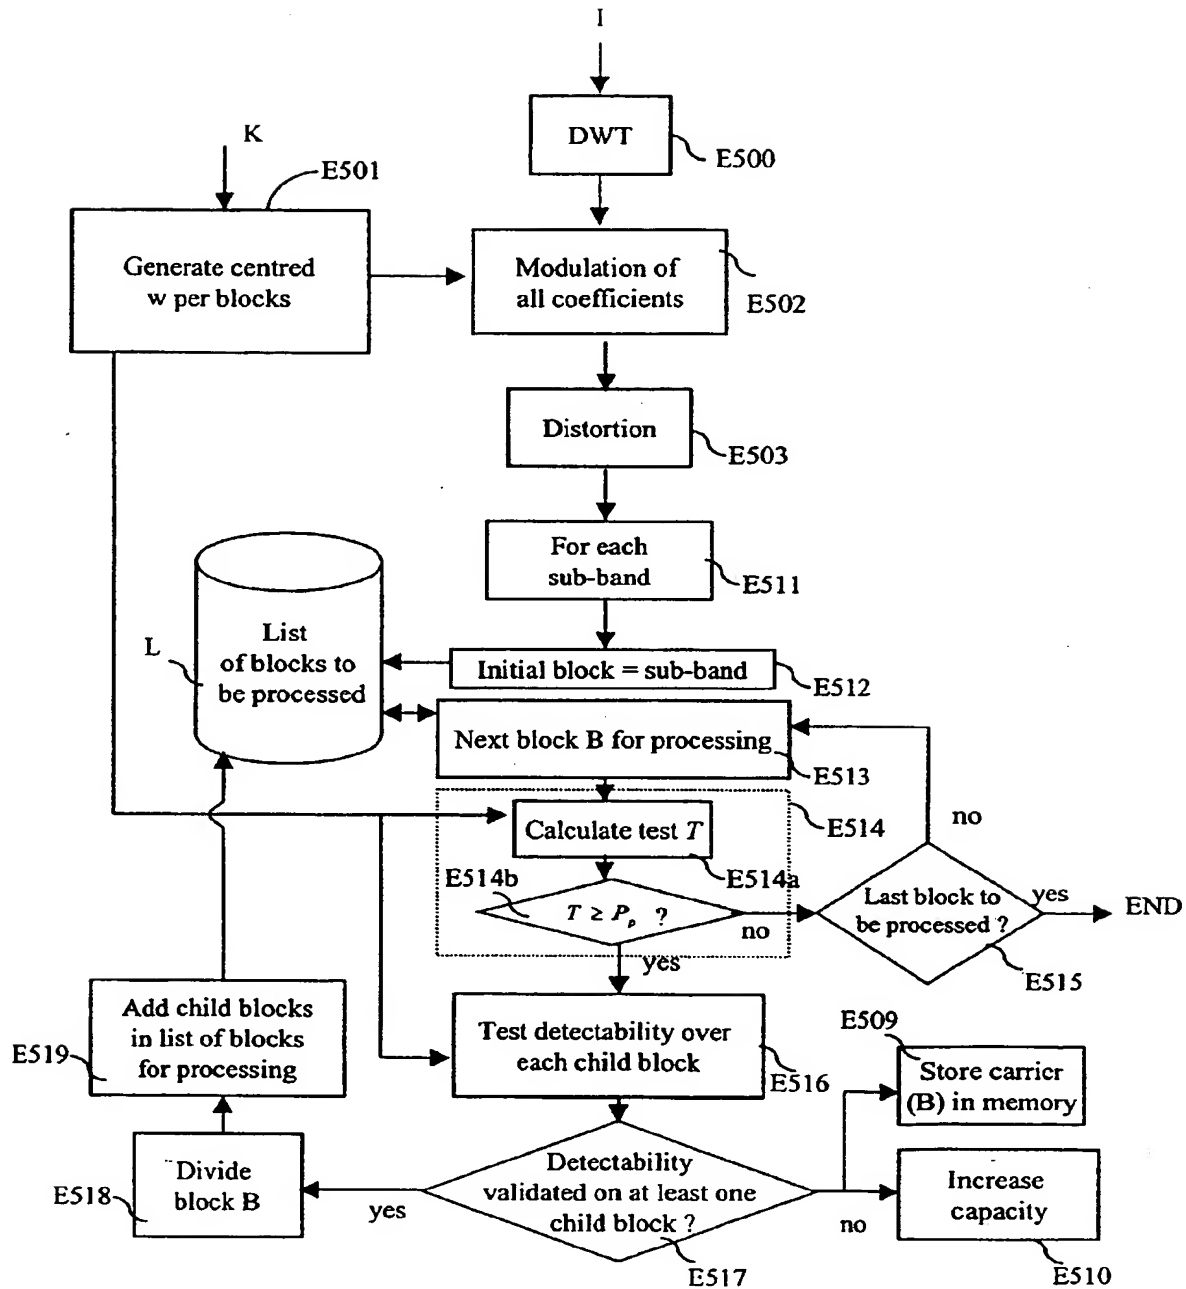 I
DWT
E500
K
E501
Generate centred
w per blocks
Modulation of
all coefficients
E502
Distortion
E503
For each
sub-band
E511
List
of blocks to
be processed
L
Initial block = sub-band
E512
Next block B for processing
E513
Calculate test T
E514
E514a
E514b
T ≥ Pp ?
no
yes
no
Last block to
be processed ?
yes
END
E515
Add child blocks
in list of blocks
for processing
E519
Test detectability over
each child block
E516
E509
Store carrier
(B) in memory
Divide
block B
E518
yes
Detectability
validated on at least one
child block ?
E517
no
Increase
capacity
E510